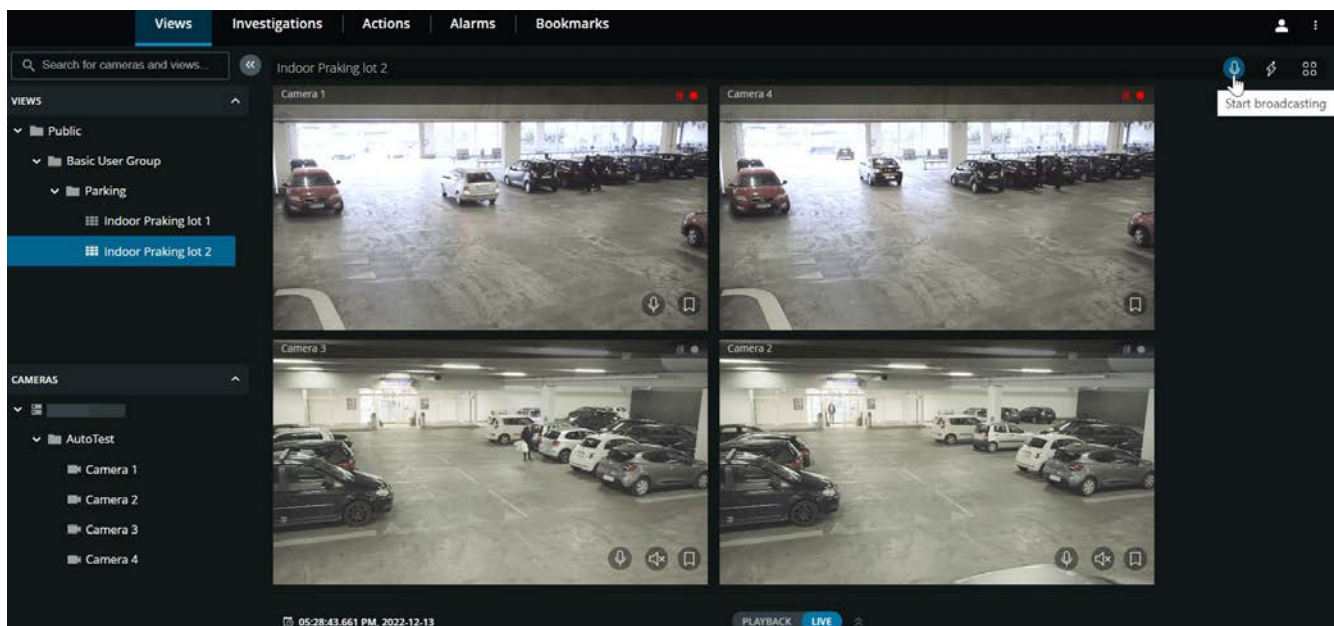 Views Investigations Actions Alarms Bookmarks
Search for cameras and views...
Indoor Praking lot 2
Start broadcasting
VIEWS
Public
Basic User Group
Parking
Indoor Praking lot 1
Indoor Praking lot 2
CAMERAS
AutoTest
Camera 1
Camera 2
Camera 3
Camera 4
Camera 1
Camera 4
Camera 3
Camera 2
05:28:43.661 PM, 2022-12-13
PLAYBACK LIVE